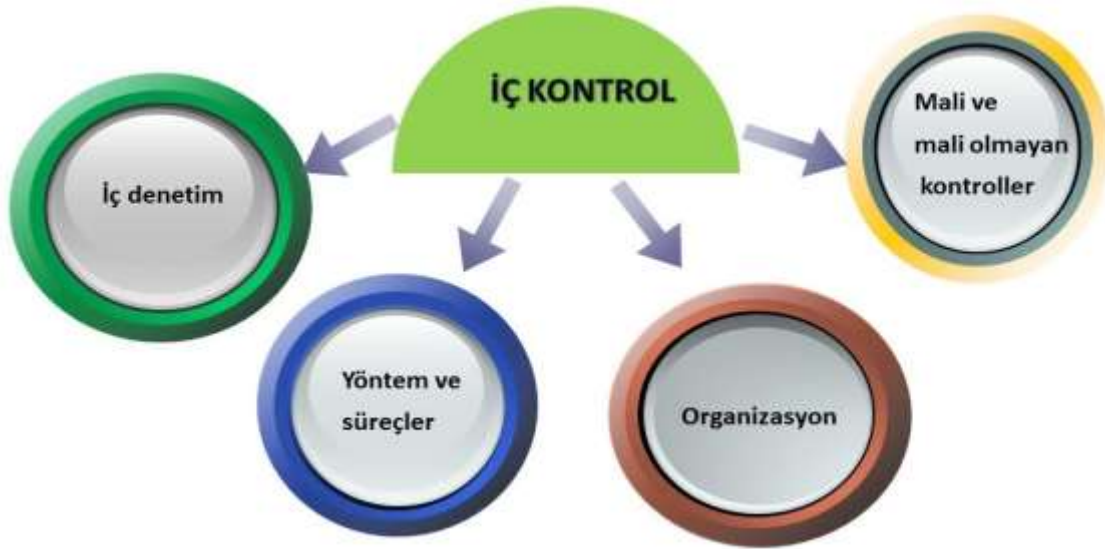 İÇ KONTROL
İç denetim
Yöntem ve
süreçler
Organizasyon
Mali ve
mali olmayan
kontroller